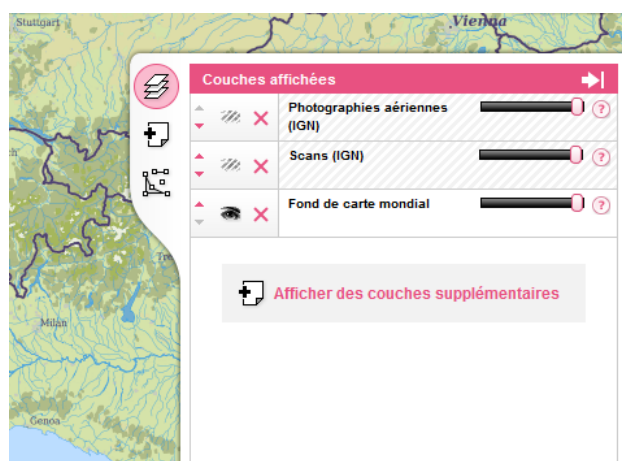 Stuttgart
Vienna
Couches affichées
Photographies aériennes
(IGN)
?
Scans (IGN)
?
Fond de carte mondial
?
Afficher des couches supplémentaires
Milan
Genoa